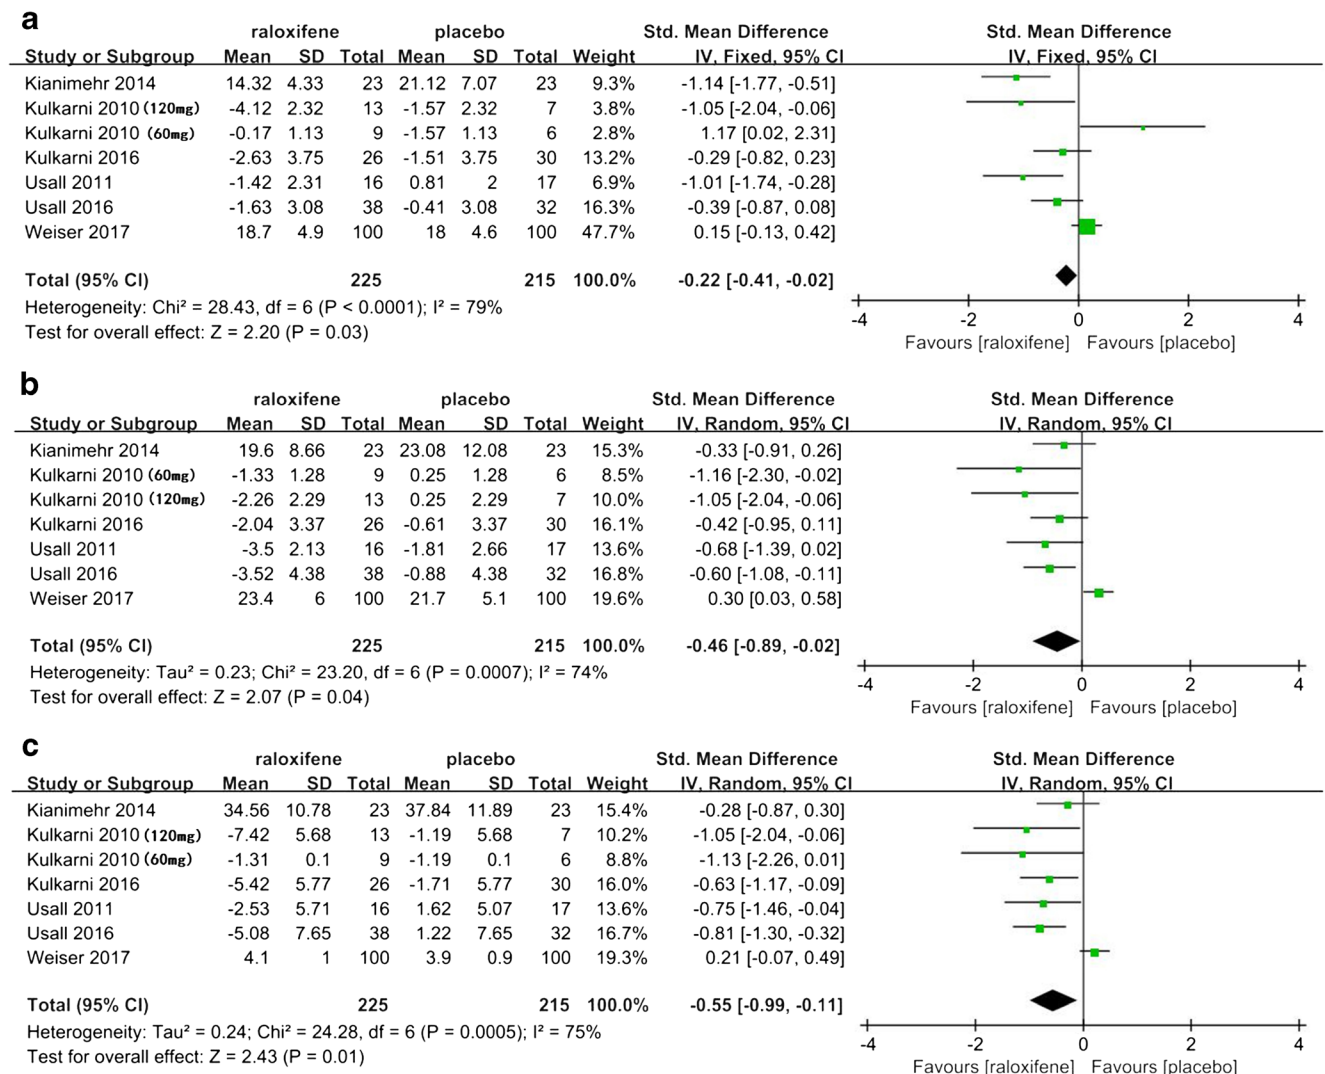 a
raloxifene placebo Std. Mean Difference Std. Mean Difference
Study or Subgroup Mean SD Total Mean SD Total Weight IV, Fixed, 95% CI IV, Fixed, 95% CI
Kianimehr 2014 14.32 4.33 23 21.12 7.07 23 9.3% -1.14 [-1.77, -0.51]
Kulkarni 2010 (120mg) -4.12 2.32 13 -1.57 2.32 7 3.8% -1.05 [-2.04, -0.06]
Kulkarni 2010 (60mg) -0.17 1.13 9 -1.57 1.13 6 2.8% 1.17 [0.02, 2.31]
Kulkarni 2016 -2.63 3.75 26 -1.51 3.75 30 13.2% -0.29 [-0.82, 0.23]
Usall 2011 -1.42 2.31 16 0.81 2 17 6.9% -1.01 [-1.74, -0.28]
Usall 2016 -1.63 3.08 38 -0.41 3.08 32 16.3% -0.39 [-0.87, 0.08]
Weiser 2017 18.7 4.9 100 18 4.6 100 47.7% 0.15 [-0.13, 0.42]
Total (95% CI) 225 215 100.0% -0.22 [-0.41, -0.02]
Heterogeneity: Chi² = 28.43, df = 6 (P < 0.0001); I² = 79%
Test for overall effect: Z = 2.20 (P = 0.03)
-4 -2 0 2 4
Favours [raloxifene] Favours [placebo]
b
raloxifene placebo Std. Mean Difference Std. Mean Difference
Study or Subgroup Mean SD Total Mean SD Total Weight IV, Random, 95% CI IV, Random, 95% CI
Kianimehr 2014 19.6 8.66 23 23.08 12.08 23 15.3% -0.33 [-0.91, 0.26]
Kulkarni 2010 (60mg) -1.33 1.28 9 0.25 1.28 6 8.5% -1.16 [-2.30, -0.02]
Kulkarni 2010 (120mg) -2.26 2.29 13 0.25 2.29 7 10.0% -1.05 [-2.04, -0.06]
Kulkarni 2016 -2.04 3.37 26 -0.61 3.37 30 16.1% -0.42 [-0.95, 0.11]
Usall 2011 -3.5 2.13 16 -1.81 2.66 17 13.6% -0.68 [-1.39, 0.02]
Usall 2016 -3.52 4.38 38 -0.88 4.38 32 16.8% -0.60 [-1.08, -0.11]
Weiser 2017 23.4 6 100 21.7 5.1 100 19.6% 0.30 [0.03, 0.58]
Total (95% CI) 225 215 100.0% -0.46 [-0.89, -0.02]
Heterogeneity: Tau² = 0.23; Chi² = 23.20, df = 6 (P = 0.0007); I² = 74%
Test for overall effect: Z = 2.07 (P = 0.04)
-4 -2 0 2 4
Favours [raloxifene] Favours [placebo]
c
raloxifene placebo Std. Mean Difference Std. Mean Difference
Study or Subgroup Mean SD Total Mean SD Total Weight IV, Random, 95% CI IV, Random, 95% CI
Kianimehr 2014 34.56 10.78 23 37.84 11.89 23 15.4% -0.28 [-0.87, 0.30]
Kulkarni 2010 (120mg) -7.42 5.68 13 -1.19 5.68 7 10.2% -1.05 [-2.04, -0.06]
Kulkarni 2010 (60mg) -1.31 0.1 9 -1.19 0.1 6 8.8% -1.13 [-2.26, 0.01]
Kulkarni 2016 -5.42 5.77 26 -1.71 5.77 30 16.0% -0.63 [-1.17, -0.09]
Usall 2011 -2.53 5.71 16 1.62 5.07 17 13.6% -0.75 [-1.46, -0.04]
Usall 2016 -5.08 7.65 38 1.22 7.65 32 16.7% -0.81 [-1.30, -0.32]
Weiser 2017 4.1 1 100 3.9 0.9 100 19.3% 0.21 [-0.07, 0.49]
Total (95% CI) 225 215 100.0% -0.55 [-0.99, -0.11]
Heterogeneity: Tau² = 0.24; Chi² = 24.28, df = 6 (P = 0.0005); I² = 75%
Test for overall effect: Z = 2.43 (P = 0.01)
-4 -2 0 2 4
Favours [raloxifene] Favours [placebo]